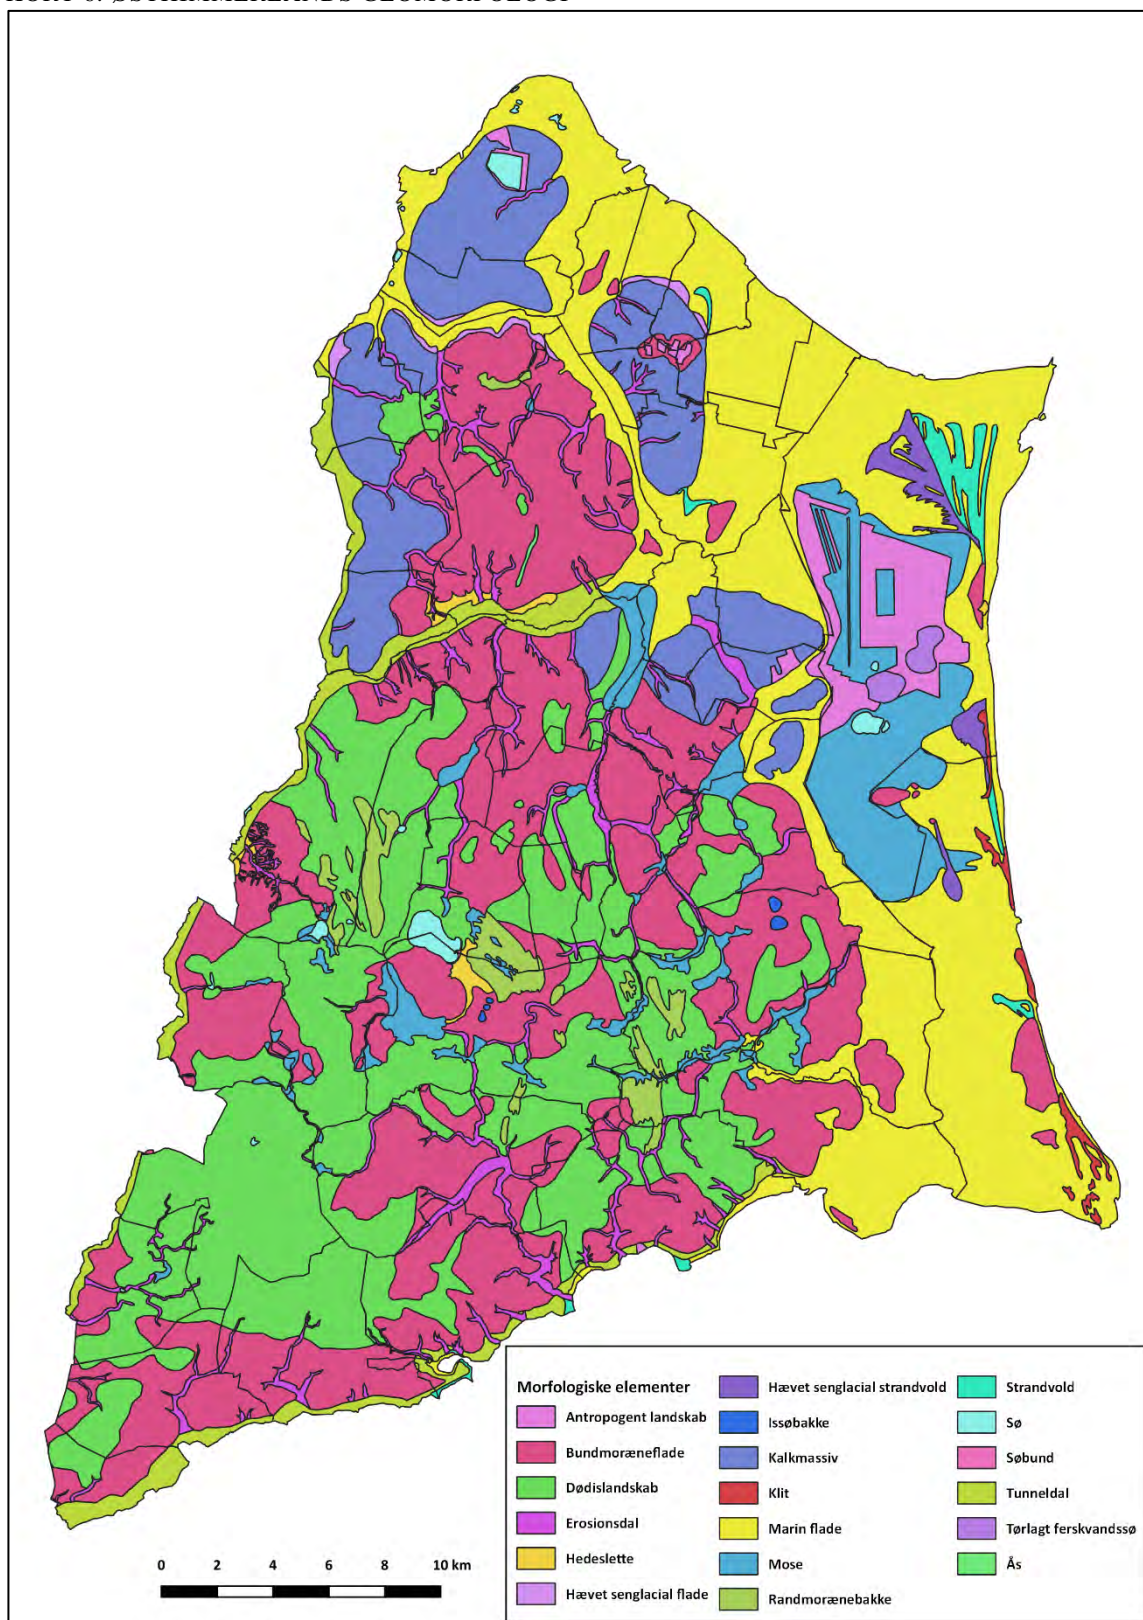 Morfologiske elementer
Antropogent landskab
Bundmoræneflade
Dødislandskab
Erosionsdal
Hedeslette
Hævet senglacial flade
Hævet senglacial strandvold
Issøbakke
Kalkmassiv
Klit
Marin flade
Mose
Randmorænebakke
Strandvold
Sø
Søbund
Tunneldal
Tørlagt ferskvandssø
Ås
0 2 4 6 8 10 km